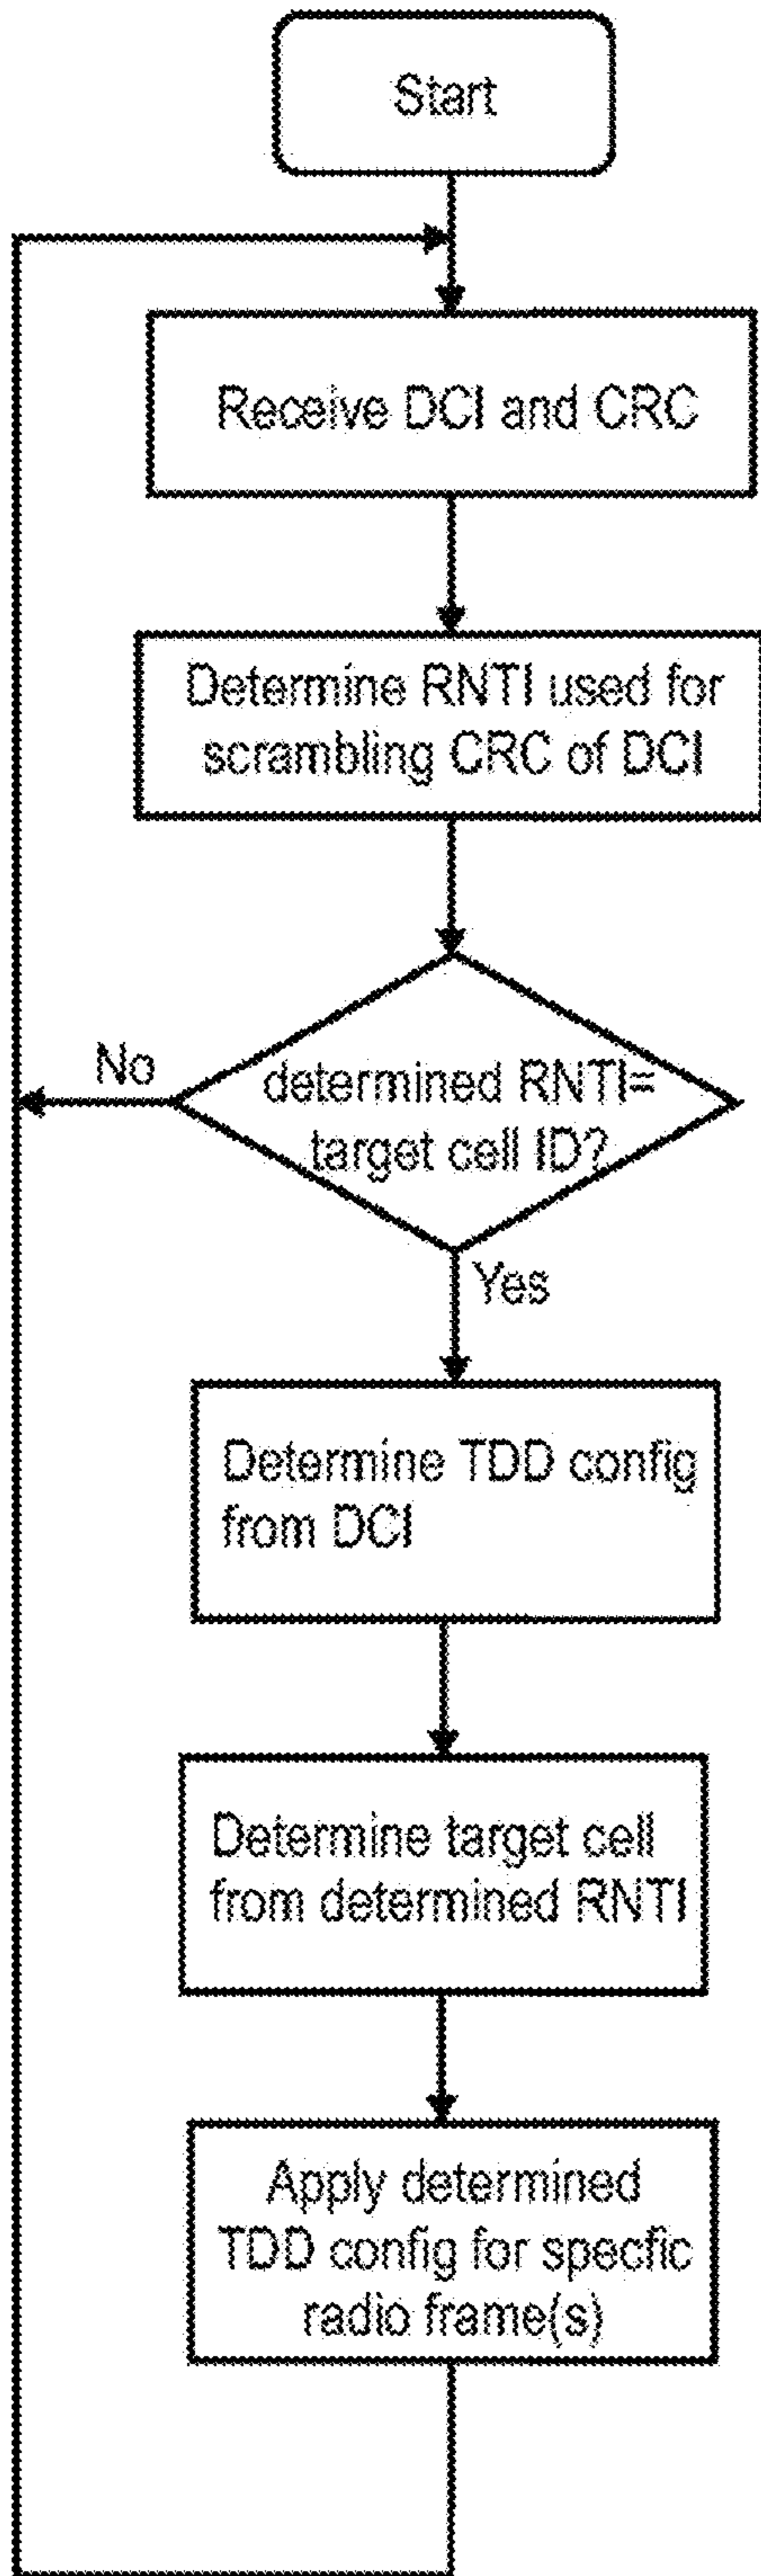 Start
Receive DCI and CRC
Determine RNTI used for
scrambling CRC of DCI
No
determined RNTI=
target cell ID?
Yes
Determine TDD config
from DCI
Determine target cell
from determined RNTI
Apply determined
TDD config for specfic
radio frame(s)